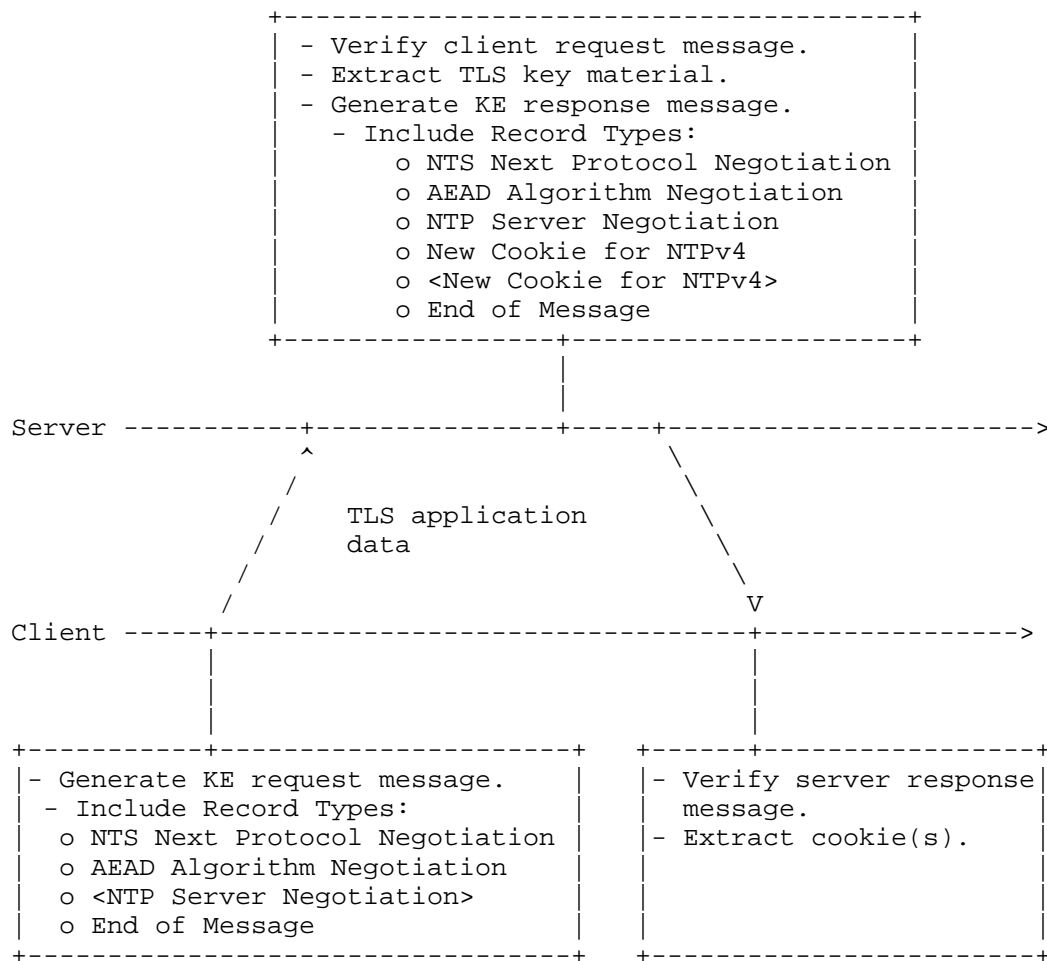 - Verify client request message.
- Extract TLS key material.
- Generate KE response message.
- Include Record Types:
o NTS Next Protocol Negotiation
o AEAD Algorithm Negotiation
o NTP Server Negotiation
o New Cookie for NTPv4
o <New Cookie for NTPv4>
o End of Message
Server
TLS application
data
Client
- Generate KE request message.
- Include Record Types:
o NTS Next Protocol Negotiation
o AEAD Algorithm Negotiation
o <NTP Server Negotiation>
o End of Message
- Verify server response
message.
- Extract cookie(s).